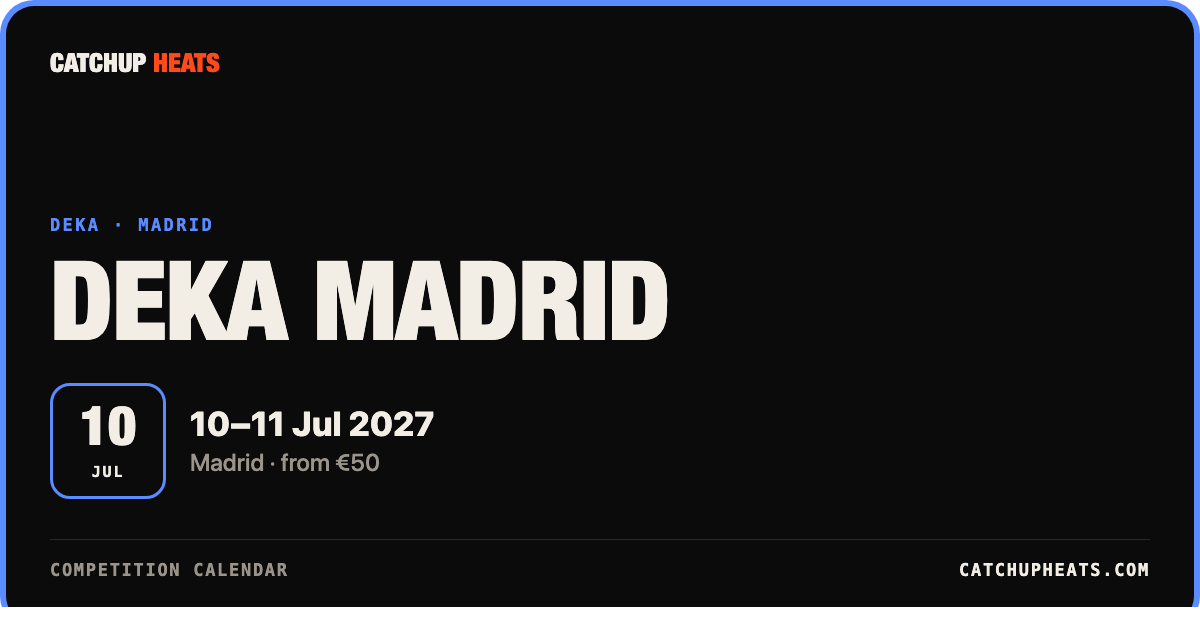 CATCHUP HEATS
DEKA · MADRID
DEKA MADRID
10
JUL
10–11 Jul 2027
Madrid · from €50
COMPETITION CALENDAR
CATCHUPHEATS.COM